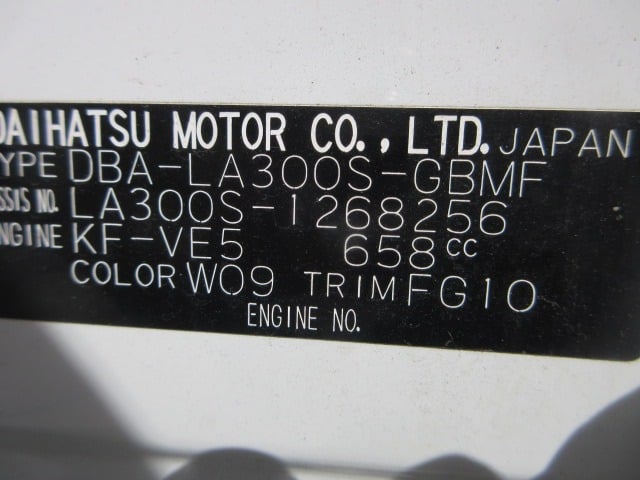 DAIHATSU MOTOR CO., LTD. JAPAN
TYPE DBA-LA300S-GBMF
SSIS NO. LA300S-1268256
NGINE KF-VE5 658cc
COLOR W09 TRIM FG10
ENGINE NO.